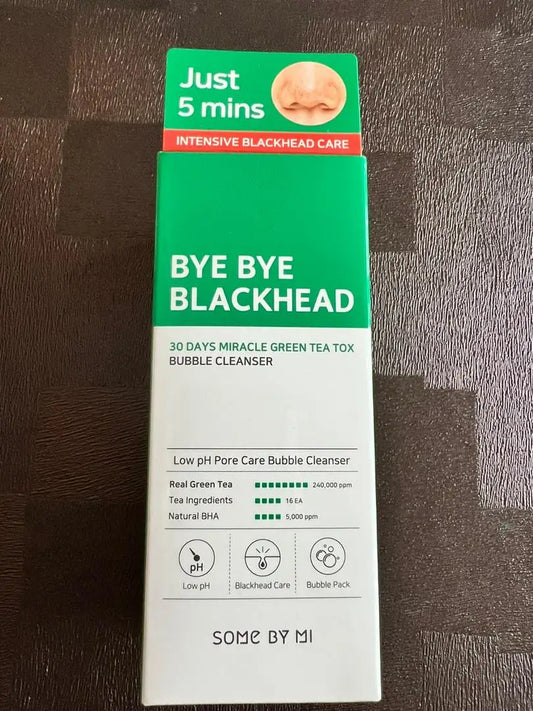 Just
5 mins
INTENSIVE BLACKHEAD CARE
BYE BYE
BLACKHEAD
30 DAYS MIRACLE GREEN TEA TOX
BUBBLE CLEANSER
Low pH Pore Care Bubble Cleanser
Real Green Tea 240,000 ppm
Tea Ingredients 16 EA
Natural BHA 5,000 ppm
pH
Low pH Blackhead Care Bubble Pack
SOME BY MI